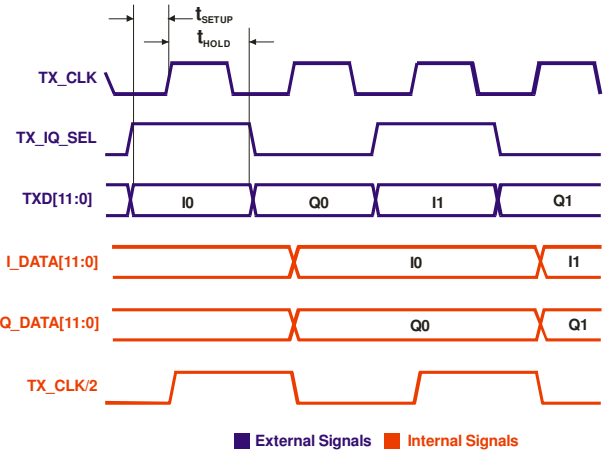 tSETUP
tHOLD
TX_CLK
TX_IQ_SEL
TXD[11:0] I0 Q0 I1 Q1
I_DATA[11:0] I0 I1
Q_DATA[11:0] Q0 Q1
TX_CLK/2
External Signals Internal Signals